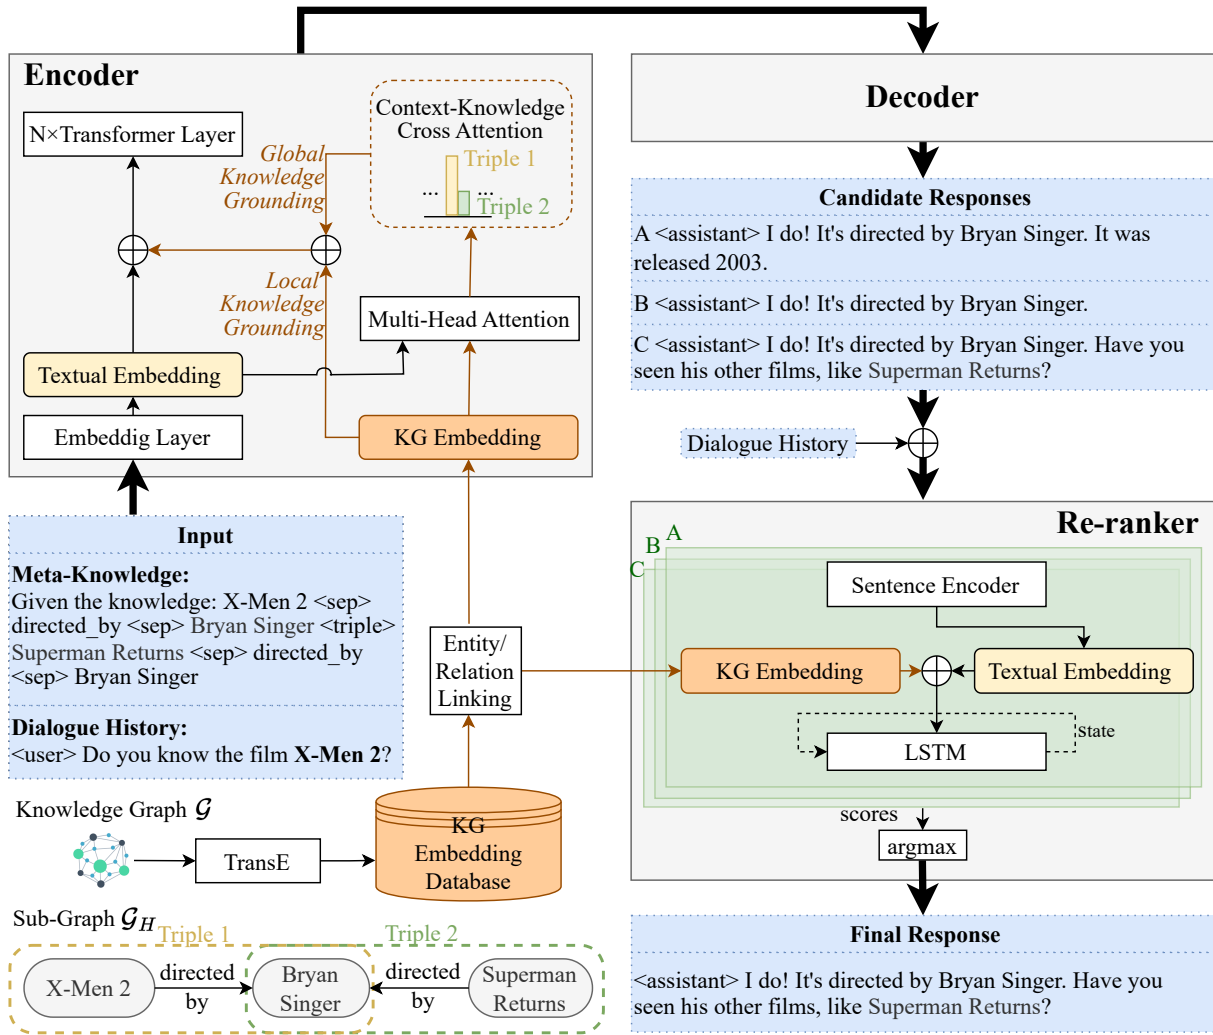 Encoder
N×Transformer Layer
Context-Knowledge
Cross Attention
Triple 1
... ...
Triple 2
Global
Knowledge
Grounding
Local
Knowledge
Grounding
Multi-Head Attention
Textual Embedding
Embeddig Layer
KG Embedding
Input
Meta-Knowledge:
Given the knowledge: X-Men 2 <sep>
directed_by <sep> Bryan Singer <triple>
Superman Returns <sep> directed_by
<sep> Bryan Singer
Dialogue History:
<user> Do you know the film X-Men 2?
Entity/
Relation
Linking
Knowledge Graph 𝒢
TransE
KG
Embedding
Database
Sub-Graph 𝒢_H
Triple 1
Triple 2
X-Men 2
directed
by
Bryan
Singer
directed
by
Superman
Returns
Decoder
Candidate Responses
A <assistant> I do! It's directed by Bryan Singer. It was
released 2003.
B <assistant> I do! It's directed by Bryan Singer.
C <assistant> I do! It's directed by Bryan Singer. Have you
seen his other films, like Superman Returns?
Dialogue History
Re-ranker
A
B
C
Sentence Encoder
KG Embedding
Textual Embedding
LSTM
State
scores
argmax
Final Response
<assistant> I do! It's directed by Bryan Singer. Have you
seen his other films, like Superman Returns?